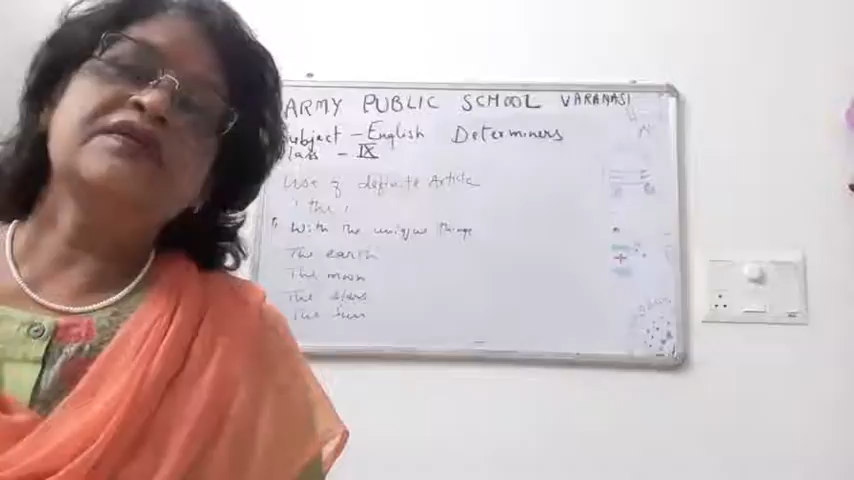 ARMY PUBLIC SCHOOL VARANASI
Subject - English Determiners
Class - IX
Use of definite Article
'the'
With the unique things
The earth
The moon
The stars
The sun